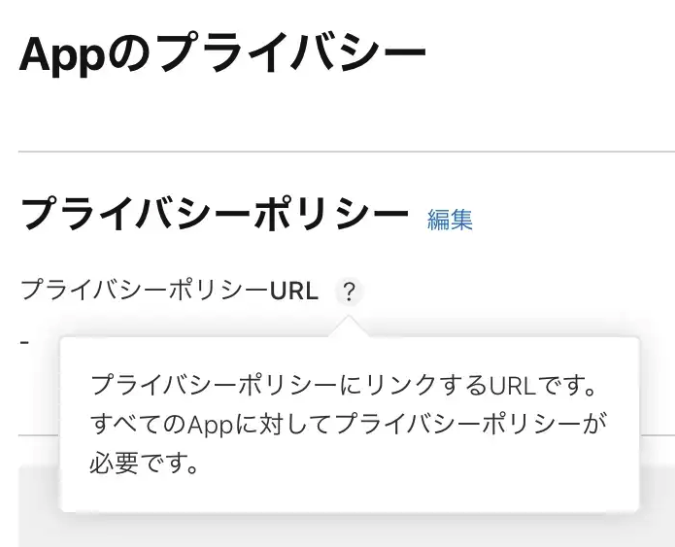 Appのプライバシー
プライバシーポリシー 編集
プライバシーポリシーURL ?
-
プライバシーポリシーにリンクするURLです。
すべてのAppに対してプライバシーポリシーが
必要です。